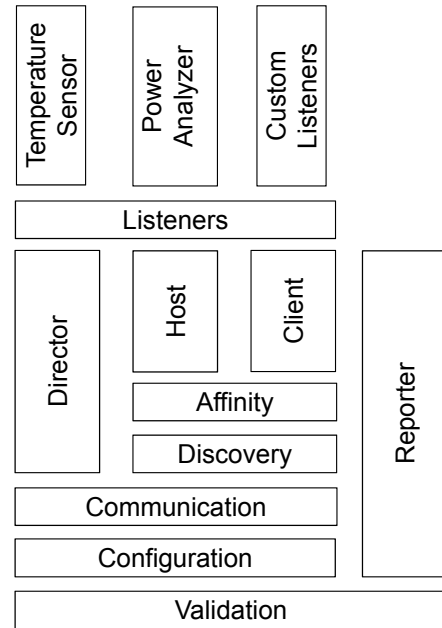 Temperature
Sensor
Power
Analyzer
Custom
Listeners
Listeners
Director
Host
Client
Reporter
Affinity
Discovery
Communication
Configuration
Validation